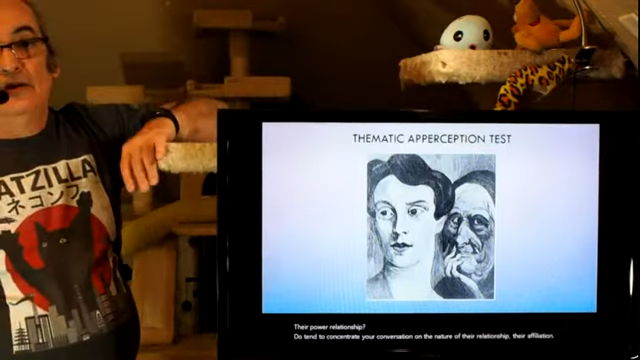 ATZILLA
THEMATIC APPERCEPTION TEST
Their power relationship?
Do tend to concentrate your conversation on the nature of their relationship, their affiliation.